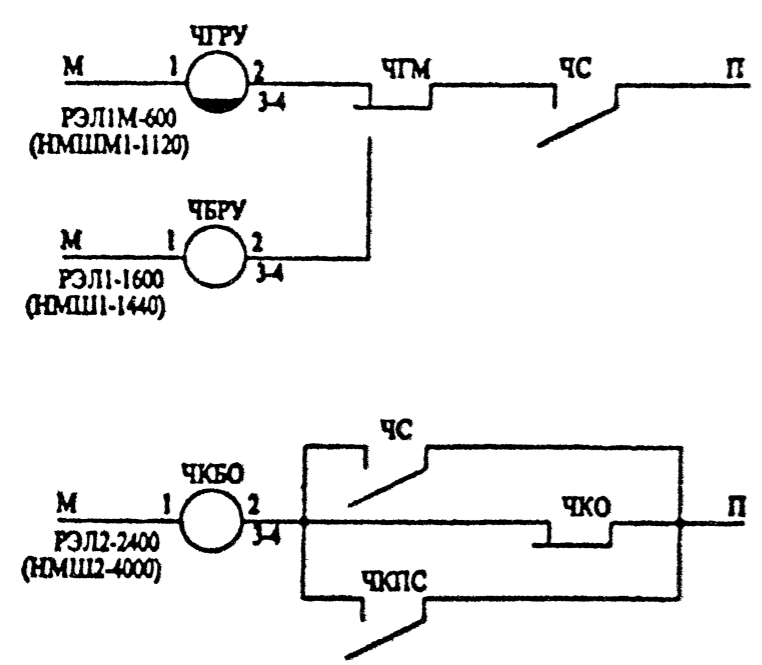 ЧГРУ
М 1 2 ЧГМ ЧС П
3-4
РЭЛ1М-600
(НМШМ1-1120)
ЧБРУ
М 1 2
3-4
РЭЛ1-1600
(НМШ1-1440)
ЧС
ЧКБО
М 1 2 ЧКО П
3-4
РЭЛ2-2400
(НМШ2-4000)
ЧКПС